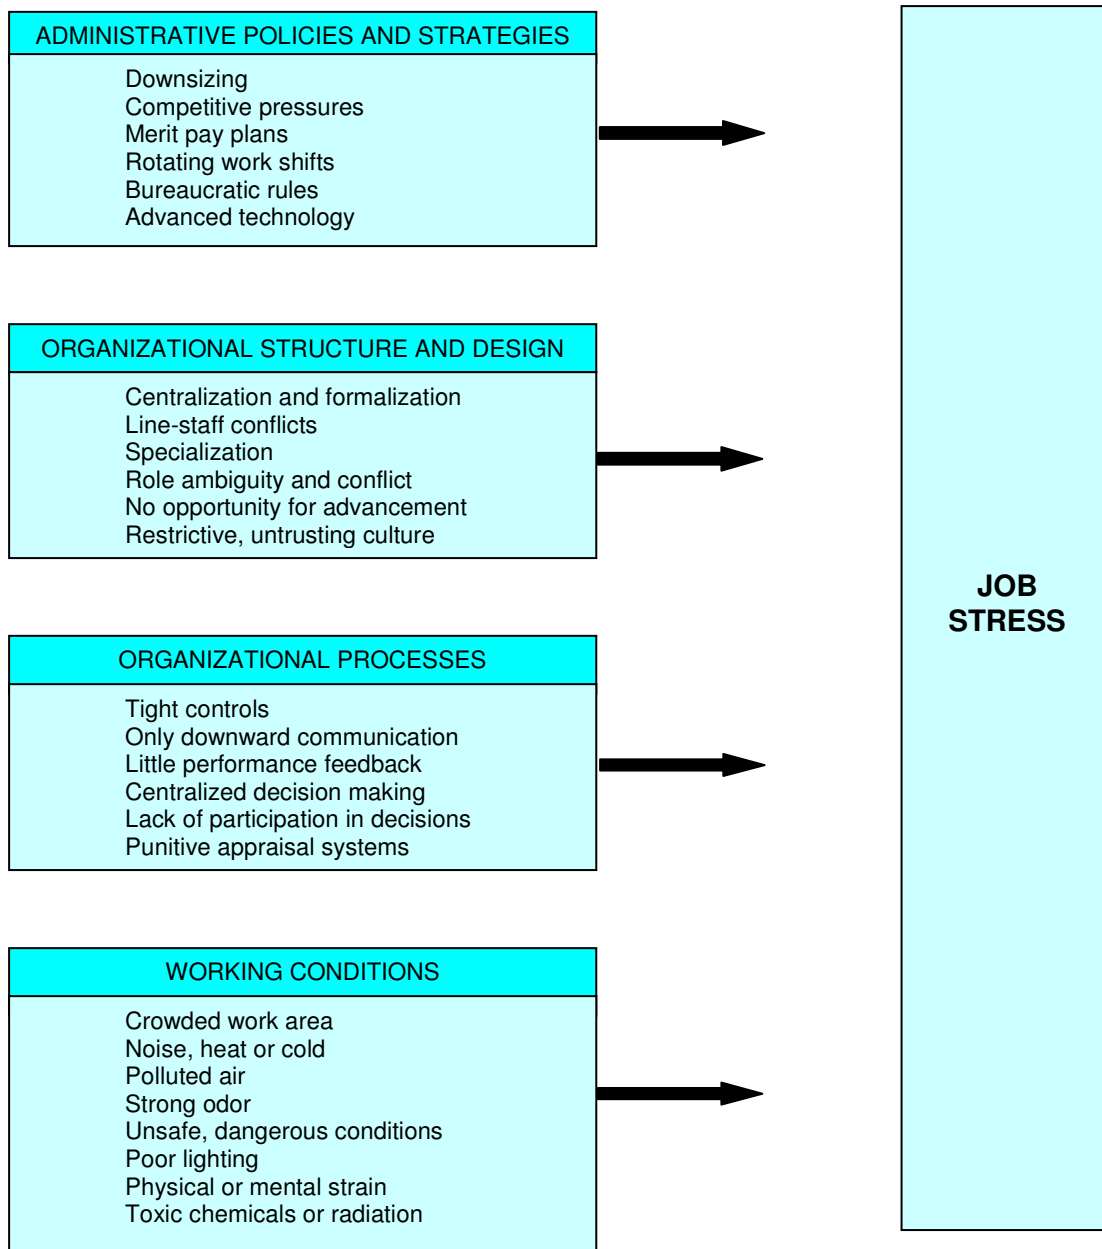 ADMINISTRATIVE POLICIES AND STRATEGIES
Downsizing
Competitive pressures
Merit pay plans
Rotating work shifts
Bureaucratic rules
Advanced technology
ORGANIZATIONAL STRUCTURE AND DESIGN
Centralization and formalization
Line-staff conflicts
Specialization
Role ambiguity and conflict
No opportunity for advancement
Restrictive, untrusting culture
ORGANIZATIONAL PROCESSES
Tight controls
Only downward communication
Little performance feedback
Centralized decision making
Lack of participation in decisions
Punitive appraisal systems
WORKING CONDITIONS
Crowded work area
Noise, heat or cold
Polluted air
Strong odor
Unsafe, dangerous conditions
Poor lighting
Physical or mental strain
Toxic chemicals or radiation
JOB
STRESS